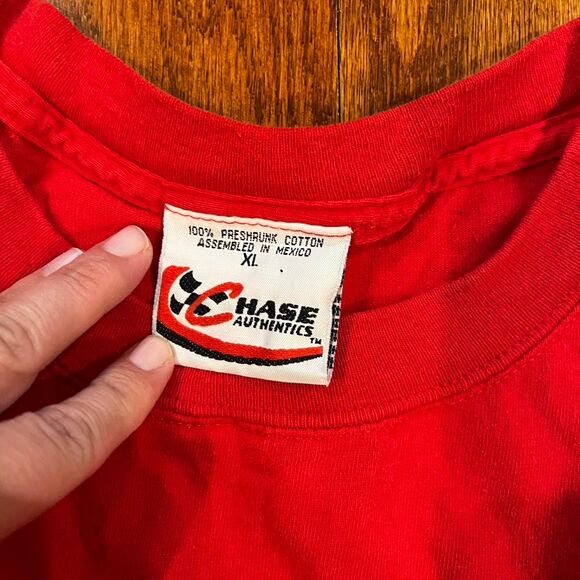 100% PRESHRUNK COTTON
ASSEMBLED IN MEXICO
XL
CHASE
AUTHENTICS
TM